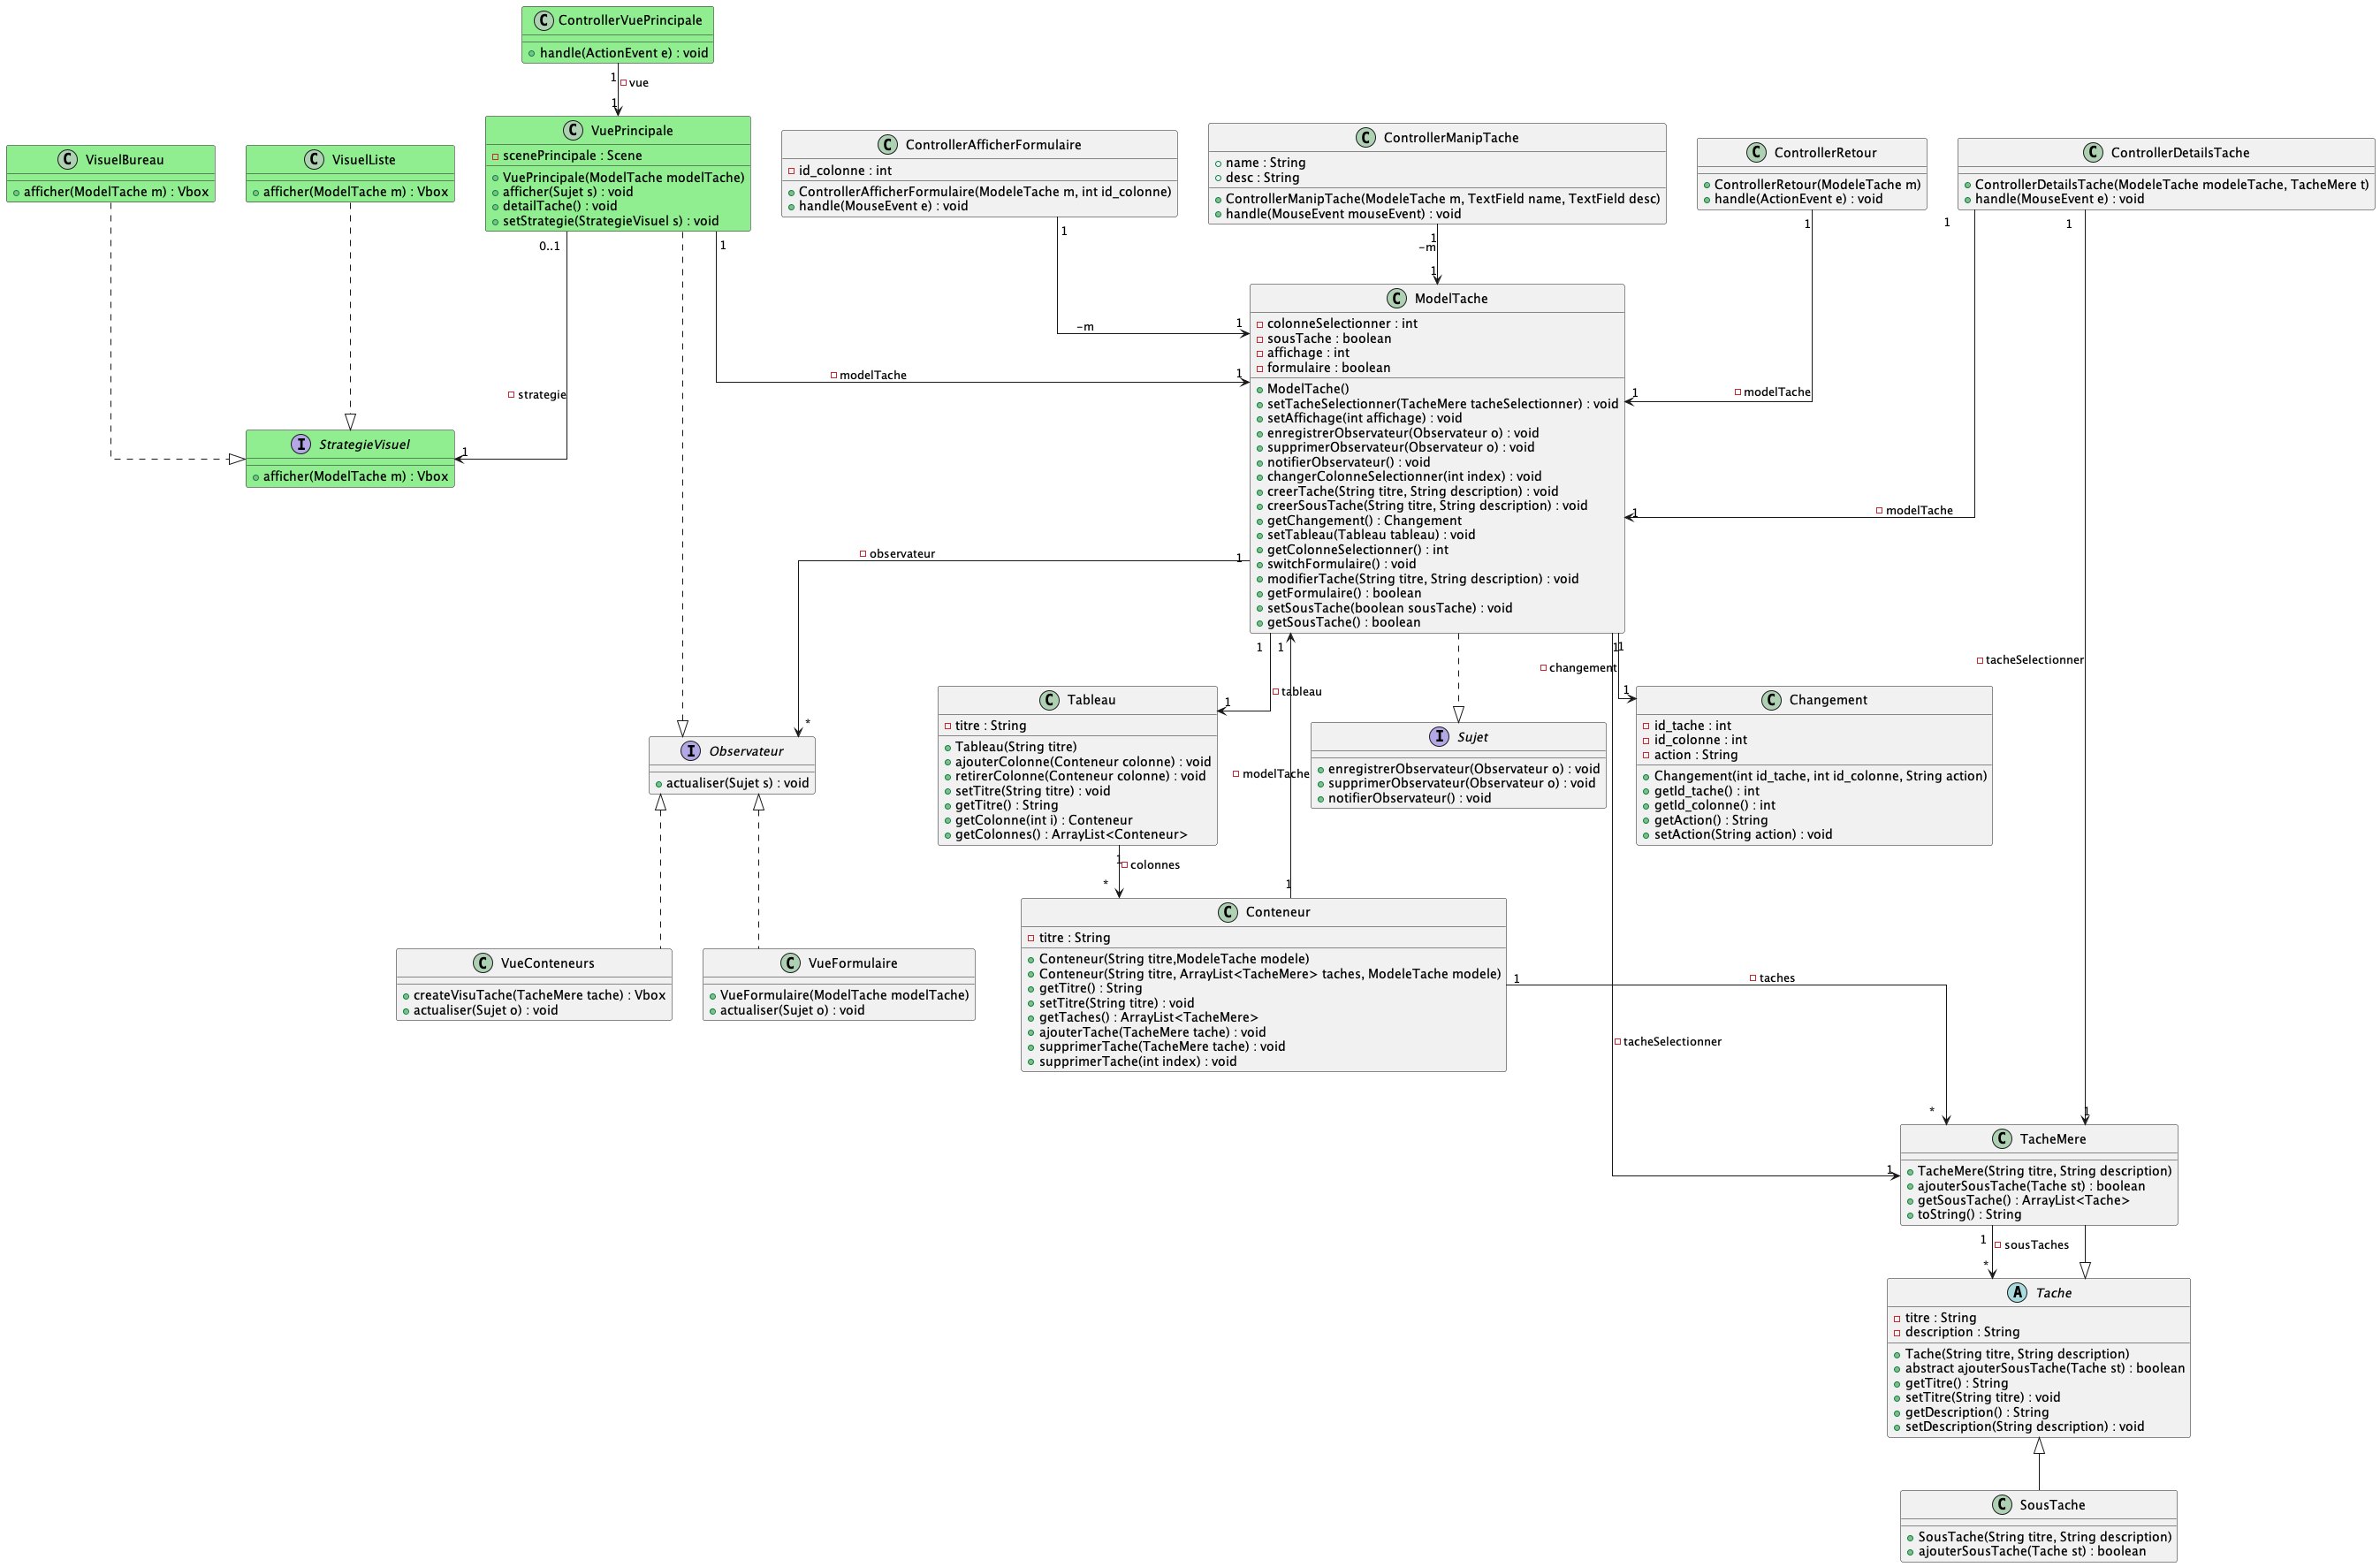 ControllerVuePrincipale
handle(ActionEvent e) : void
1
vue
1
VuePrincipale
scenePrincipale : Scene
VuePrincipale(ModelTache modelTache)
afficher(Sujet s) : void
detailTache() : void
setStrategie(StrategieVisuel s) : void
VisuelBureau
afficher(ModelTache m) : Vbox
VisuelListe
afficher(ModelTache m) : Vbox
ControllerAfficherFormulaire
id_colonne : int
ControllerAfficherFormulaire(ModeleTache m, int id_colonne)
handle(MouseEvent e) : void
ControllerManipTache
name : String
desc : String
ControllerManipTache(ModeleTache m, TextField name, TextField desc)
handle(MouseEvent mouseEvent) : void
ControllerRetour
ControllerRetour(ModeleTache m)
handle(ActionEvent e) : void
ControllerDetailsTache
ControllerDetailsTache(ModeleTache modeleTache, TacheMere t)
handle(MouseEvent e) : void
0..1
1
1
1
-m
1
1
1
1
-m
1
modelTache
1
strategie
1
modelTache
1
modelTache
1
StrategieVisuel
afficher(ModelTache m) : Vbox
ModelTache
colonneSelectionner : int
sousTache : boolean
affichage : int
formulaire : boolean
ModelTache()
setTacheSelectionner(TacheMere tacheSelectionner) : void
setAffichage(int affichage) : void
enregistrerObservateur(Observateur o) : void
supprimerObservateur(Observateur o) : void
notifierObservateur() : void
changerColonneSelectionner(int index) : void
creerTache(String titre, String description) : void
creerSousTache(String titre, String description) : void
getChangement() : Changement
setTableau(Tableau tableau) : void
getColonneSelectionner() : int
switchFormulaire() : void
modifierTache(String titre, String description) : void
getFormulaire() : boolean
setSousTache(boolean sousTache) : void
getSousTache() : boolean
observateur
1
*
1
1
1
1
changement
1
tacheSelectionner
tableau
1
Observateur
actualiser(Sujet s) : void
Tableau
titre : String
Tableau(String titre)
ajouterColonne(Conteneur colonne) : void
retirerColonne(Conteneur colonne) : void
setTitre(String titre) : void
getTitre() : String
getColonne(int i) : Conteneur
getColonnes() : ArrayList<Conteneur>
modelTache
Sujet
enregistrerObservateur(Observateur o) : void
supprimerObservateur(Observateur o) : void
notifierObservateur() : void
Changement
id_tache : int
id_colonne : int
action : String
Changement(int id_tache, int id_colonne, String action)
getId_tache() : int
getId_colonne() : int
getAction() : String
setAction(String action) : void
1
colonnes
*
1
VueConteneurs
createVisuTache(TacheMere tache) : Vbox
actualiser(Sujet o) : void
VueFormulaire
VueFormulaire(ModelTache modelTache)
actualiser(Sujet o) : void
Conteneur
titre : String
Conteneur(String titre,ModeleTache modele)
Conteneur(String titre, ArrayList<TacheMere> taches, ModeleTache modele)
getTitre() : String
setTitre(String titre) : void
getTaches() : ArrayList<TacheMere>
ajouterTache(TacheMere tache) : void
supprimerTache(TacheMere tache) : void
supprimerTache(int index) : void
1
taches
tacheSelectionner
*
1
1
TacheMere
TacheMere(String titre, String description)
ajouterSousTache(Tache st) : boolean
getSousTache() : ArrayList<Tache>
toString() : String
1
sousTaches
*
Tache
titre : String
description : String
Tache(String titre, String description)
abstract ajouterSousTache(Tache st) : boolean
getTitre() : String
setTitre(String titre) : void
getDescription() : String
setDescription(String description) : void
SousTache
SousTache(String titre, String description)
ajouterSousTache(Tache st) : boolean